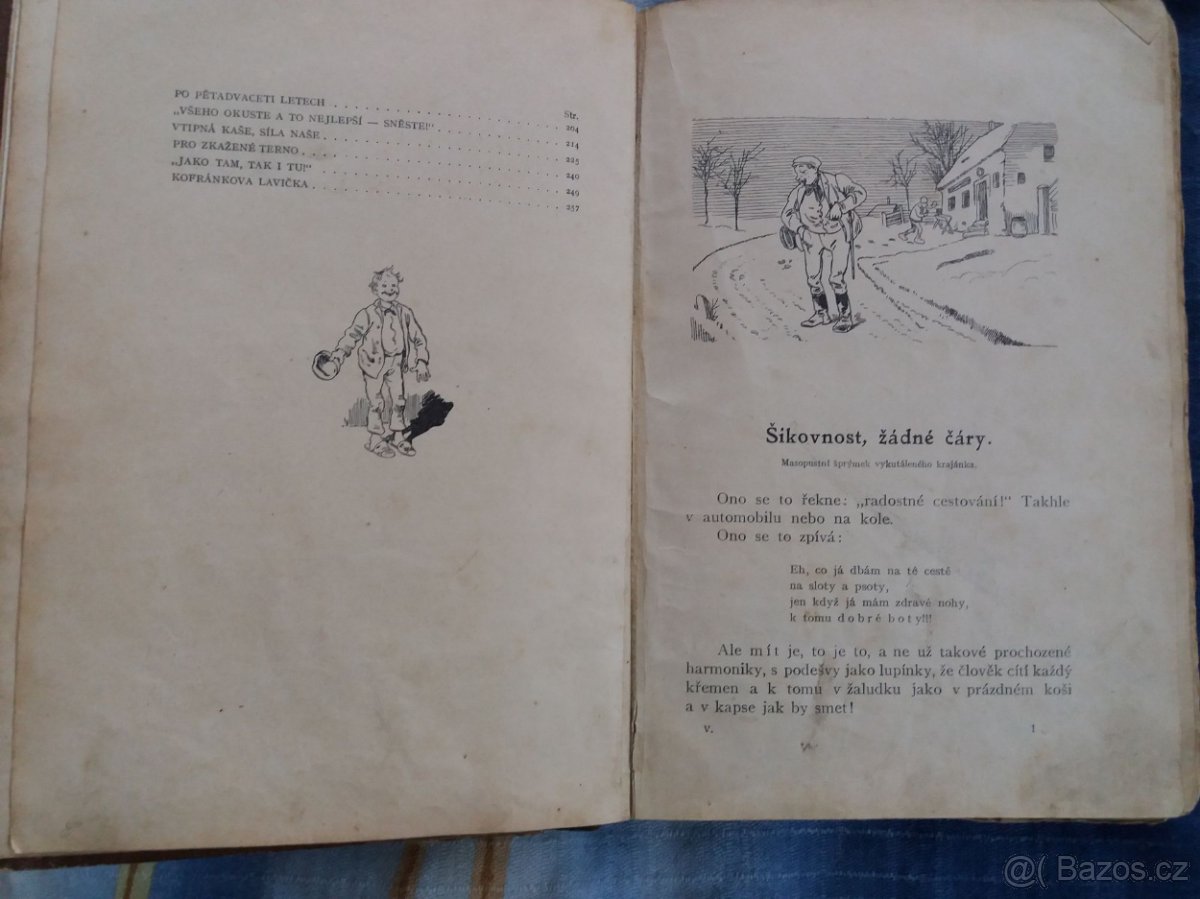 Str.
PO PĚTADVACETI LETECH . . . . . . . . . . . . . . . . 204
„VŠEHO OKUSTE A TO NEJLEPŠÍ — SNĚSTE!“ . . . . . . . . 214
VTIPNÁ KAŠE, SÍLA NAŠE . . . . . . . . . . . . . . . . 225
PRO ZKAŽENÉ TERNO . . . . . . . . . . . . . . . . 240
„JAKO TAM, TAK I TU!“ . . . . . . . . . . . . . . . . 249
KOFRÁNKOVA LAVIČKA . . . . . . . . . . . . . . . . 257
Šikovnost, žádné čáry.
Masopustní šprýmek vykutáleného krajánka.
Ono se to řekne: „radostné cestování!“ Takhle
v automobilu nebo na kole.
Ono se to zpívá:
Eh, co já dbám na té cestě
na sloty a psoty,
jen když já mám zdravé nohy,
k tomu dobré boty!!!
Ale mít je, to je to, a ne už takové prochozené
harmoniky, s podešvy jako lupínky, že člověk cítí každý
křemen a k tomu v žaludku jako v prázdném koši
a v kapse jak by smet!
V. 1
@( Bazos.cz